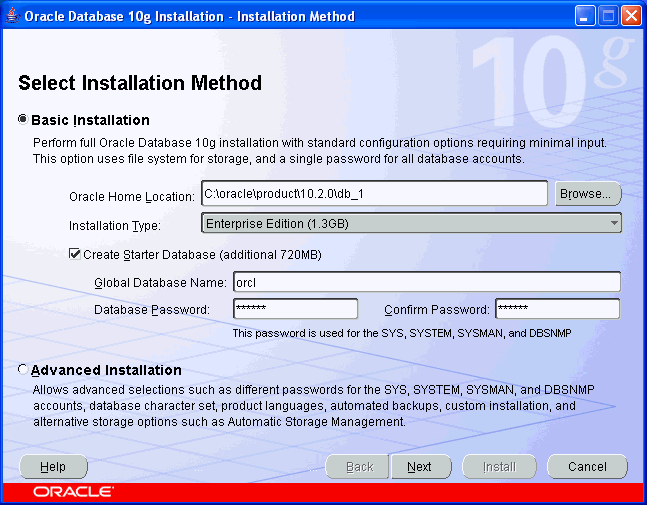 Oracle Database 10g Installation - Installation Method
10g
Select Installation Method
Basic Installation
Perform full Oracle Database 10g installation with standard configuration options requiring minimal input.
This option uses file system for storage, and a single password for all database accounts.
Oracle Home Location: C:\oracle\product\10.2.0\db_1 Browse...
Installation Type: Enterprise Edition (1.3GB)
Create Starter Database (additional 720MB)
Global Database Name: orcl
Database Password: ****** Confirm Password: ******
This password is used for the SYS, SYSTEM, SYSMAN, and DBSNMP
Advanced Installation
Allows advanced selections such as different passwords for the SYS, SYSTEM, SYSMAN, and DBSNMP
accounts, database character set, product languages, automated backups, custom installation, and
alternative storage options such as Automatic Storage Management.
Help Back Next Install Cancel
ORACLE